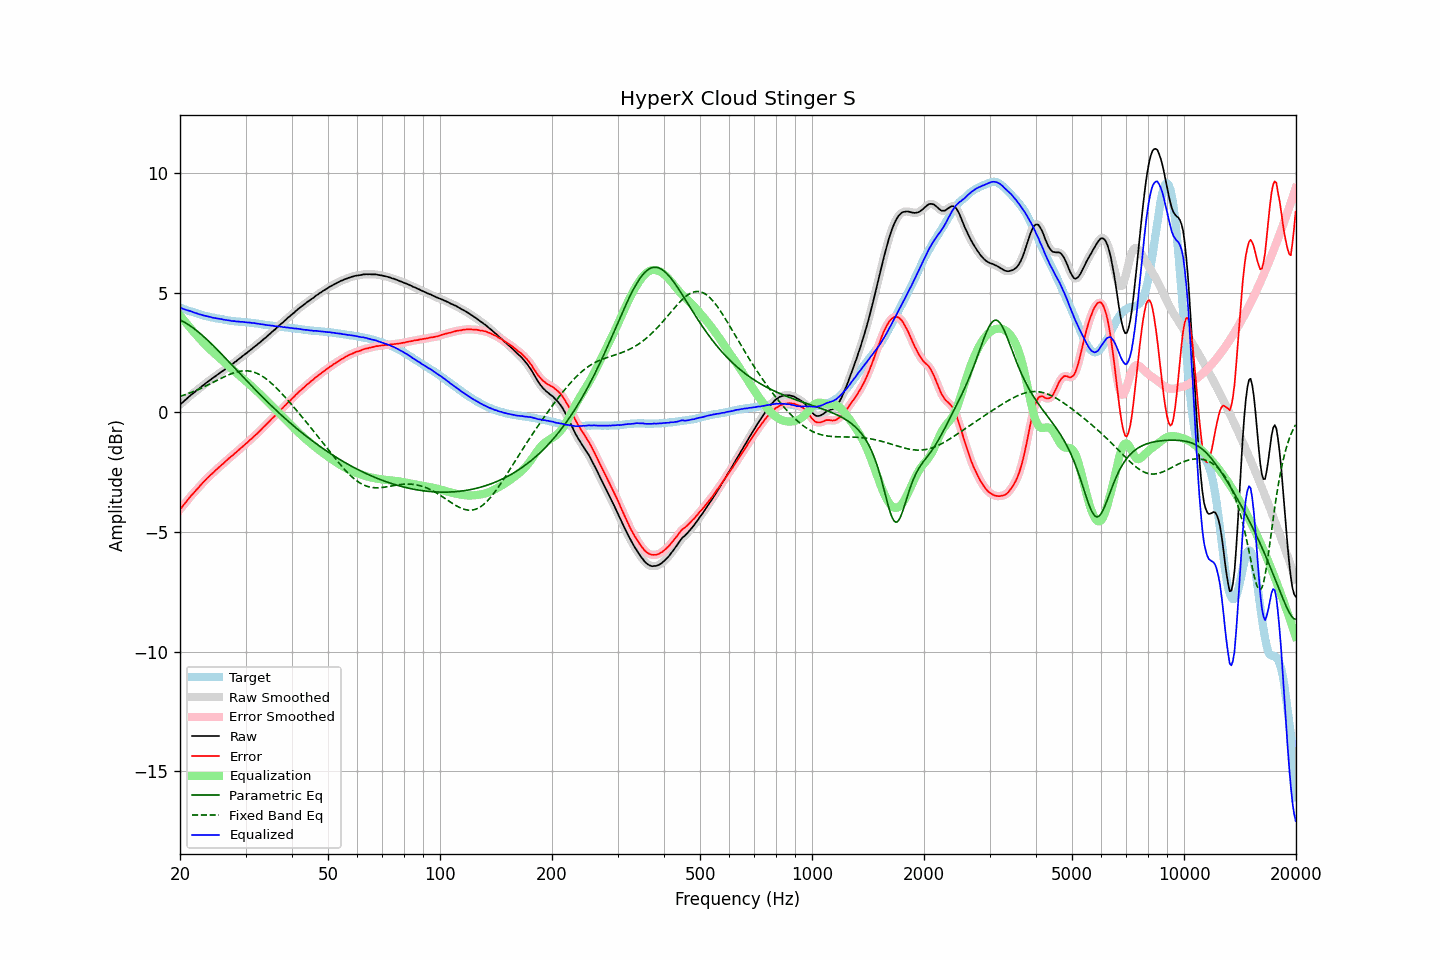 HyperX Cloud Stinger S
Amplitude (dBr)
10
5
0
−5
−10
−15
Target
Raw Smoothed
Error Smoothed
Raw
Error
Equalization
Parametric Eq
Fixed Band Eq
Equalized
20
50
100
200
500
1000
2000
5000
10000
20000
Frequency (Hz)